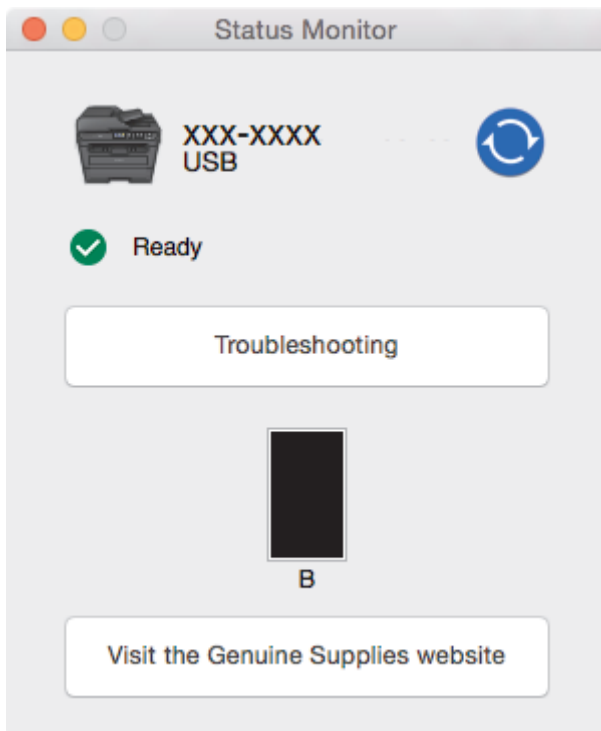 Status Monitor
XXX-XXXX
USB
Ready
Troubleshooting
B
Visit the Genuine Supplies website